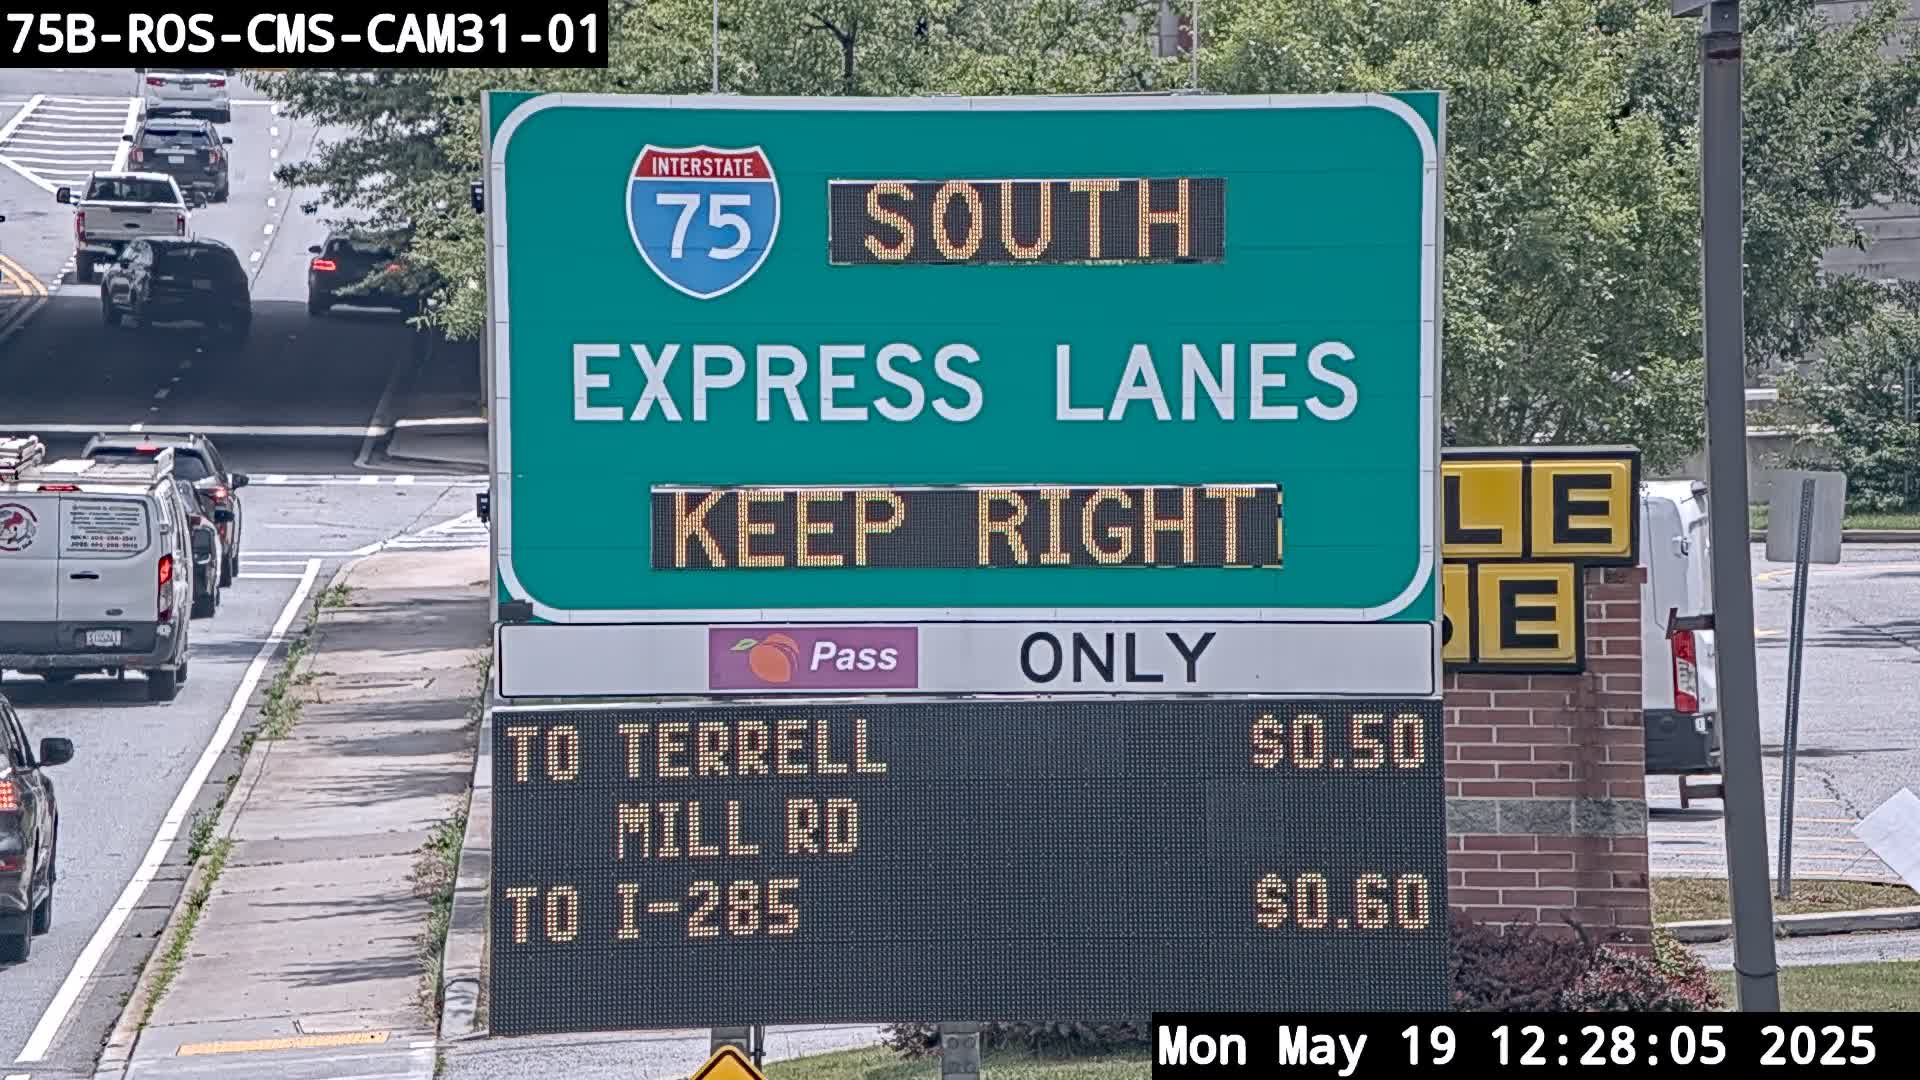 75B-ROS-CMS-CAM31-01
INTERSTATE
75
SOUTH
EXPRESS LANES
KEEP RIGHT
LE
E
Pass ONLY
TO TERRELL $0.50
MILL RD
TO I-285 $0.60
Mon May 19 12:28:05 2025